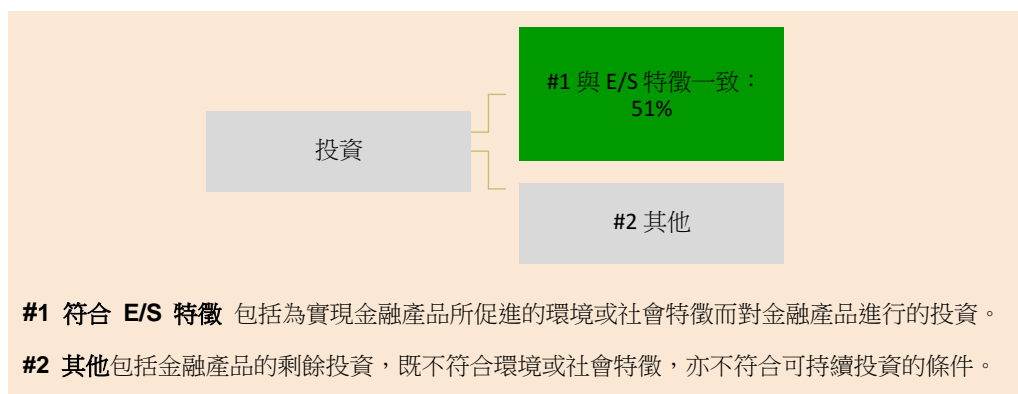 #1 與 E/S 特徵一致：
51%
投資
#2 其他
#1 符合 E/S 特徵 包括為實現金融產品所促進的環境或社會特徵而對金融產品進行的投資。
#2 其他包括金融產品的剩餘投資，既不符合環境或社會特徵，亦不符合可持續投資的條件。